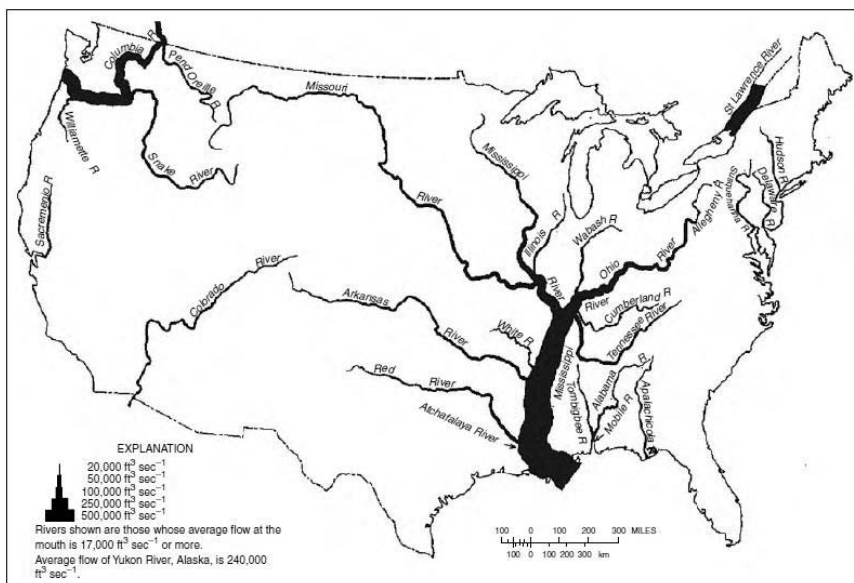 Columbia R
Pend Oreille R
Missouri River
Williamette R
Snake River
Sacremenio R
Colorado River
Arkansas River
Red River
White R
Atchafalaya River
Mississippi River
Illinois R
Wabash R
Ohio River
Allegheny R
Cumberland R
Tennessee River
Mississippi River
Tombigbee R
Alabama R
Mobile R
Apalachicola R
St Lawrence River
Hudson R
Delaware R
Susquehanna R
EXPLANATION
20,000 ft³ sec⁻¹
50,000 ft³ sec⁻¹
100,000 ft³ sec⁻¹
250,000 ft³ sec⁻¹
500,000 ft³ sec⁻¹
Rivers shown are those whose average flow at the
mouth is 17,000 ft³ sec⁻¹ or more.
Average flow of Yukon River, Alaska, is 240,000
ft³ sec⁻¹.
100 0 100 200 300 MILES
100 0 100 200 300 km